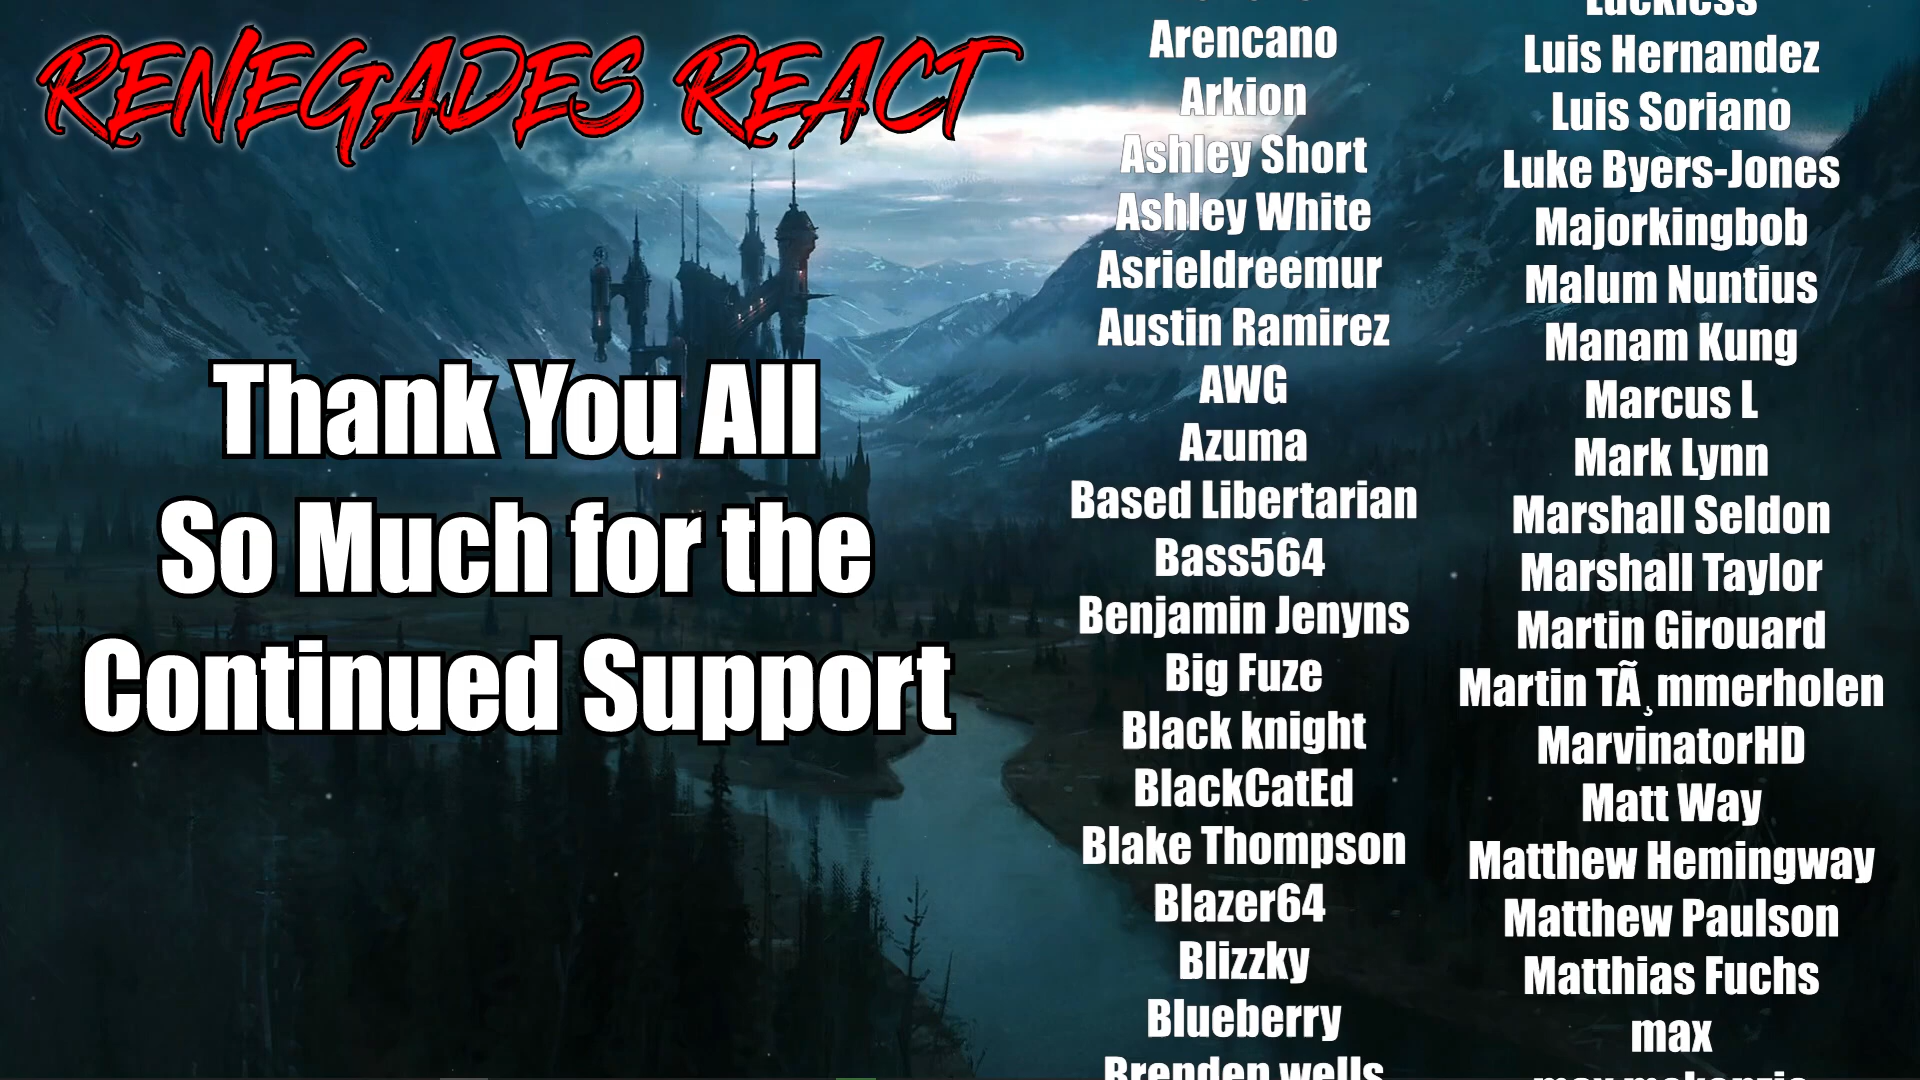 RENEGADES REACT
Thank You All
So Much for the
Continued Support
Arencano
Arkion
Ashley Short
Ashley White
Asrieldreemur
Austin Ramirez
AWG
Azuma
Based Libertarian
Bass564
Benjamin Jenyns
Big Fuze
Black knight
BlackCatEd
Blake Thompson
Blazer64
Blizzky
Blueberry
Brenden wells
Luckless
Luis Hernandez
Luis Soriano
Luke Byers-Jones
Majorkingbob
Malum Nuntius
Manam Kung
Marcus L
Mark Lynn
Marshall Seldon
Marshall Taylor
Martin Girouard
Martin TÃ¸mmerholen
MarvinatorHD
Matt Way
Matthew Hemingway
Matthew Paulson
Matthias Fuchs
max